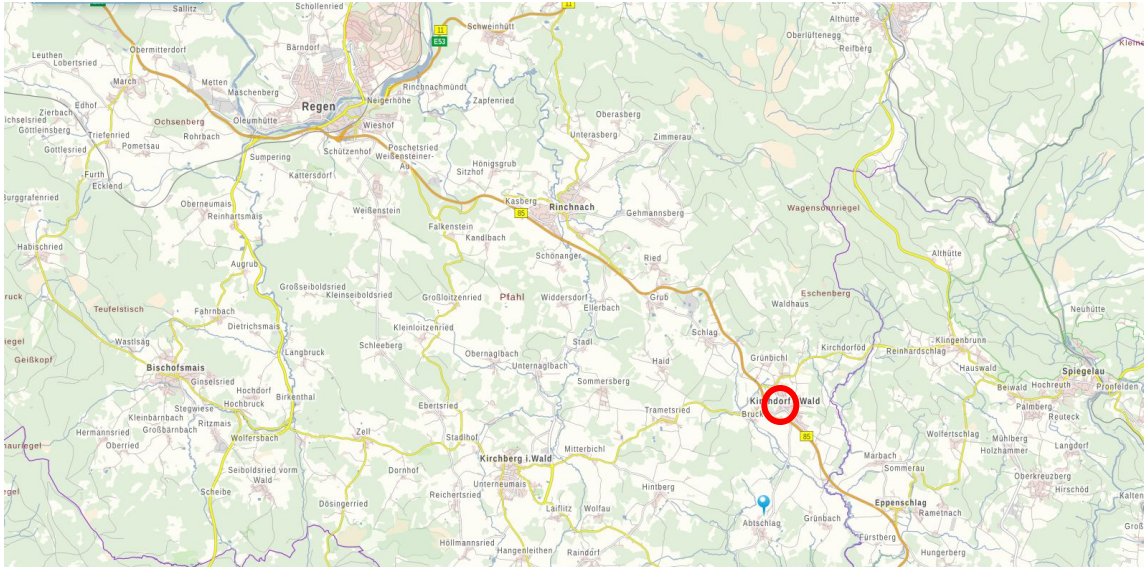 Sallitz
Schollenried
11
Althütte
Schweinhütt
11
E53
Oberlüftenegg
Reifberg
Kleine
Obermitterdorf
Bärndorf
Leuthen
Lobertsried
March
Metten
Maschenberg
Rinchnachmünd
Zapfenried
Neigerhöhe
Regen
Edhof
Zierbach
Gottleinsberg
Ochsenberg
Oleumhütte
Wieshof
Oberasberg
Unterasberg
Zimmerau
Triefenried
Rohrbach
Pometsau
Gottlesried
Schützenhof
Poschetsried
Weißensteiner-
Au
Sumpering
Hönigsgrub
Sitzhof
Furth
Eckiend
Kattersdorf
Burggrafenried
Oberneumais
Reinhartsmais
Weißenstein
Kasberg
85
Rinchnach
Gehmannsberg
Wagensonnriegel
Falkenstein
Kandlbach
Habischried
Schönanger
Ried
Althütte
Augrub
Großseiboldsried
Kleinseiboldsried
Großloitzenried
Pfahl
Widdersdorf
Ellerbach
Grub
Eschenberg
Waldhaus
Neuhütte
Teufelstisch
Fahrnbach
Dietrichsmais
Kleinloitzenried
Schlag
Klingenbrunn
Wastlsäg
Langbruck
Schleeberg
Obernaglbach
Stadl
Kirchdorföd
Reinhardschlag
Geißkopf
Bischofsmais
Unternaglbach
Haid
Grünbichl
Hauswald
Spiegelau
Ginselsried
Hochdorf
Sommersberg
Beiwald
Hochreuth
Pronfelden
Stegwiese
Hochbruck
Birkenthal
Ebertsried
Trametsried
Palmberg
Reuteck
Kleinbärnbach
Großbärnbach
Ritzmais
Hermannsried
Oberried
Wolfersbach
Zell
Stadlhof
85
Wolfertschlag
Mühlberg
Holzhammer
Langdorf
Mitterbichl
Kirchberg i.Wald
Marbach
Sommerau
Seiboldsried vorm
Wald
Dornhof
Unterneumais
Oberkreuzberg
Hirschöd
Scheibe
Reichertsried
Hintberg
Dösingerried
Laiflitz
Wolfau
Eppenschlag
Rametnach
Abtschlag
Grünbach
Höllmannsried
Fürstberg
Hangenleithen
Raindorf
Hungerberg